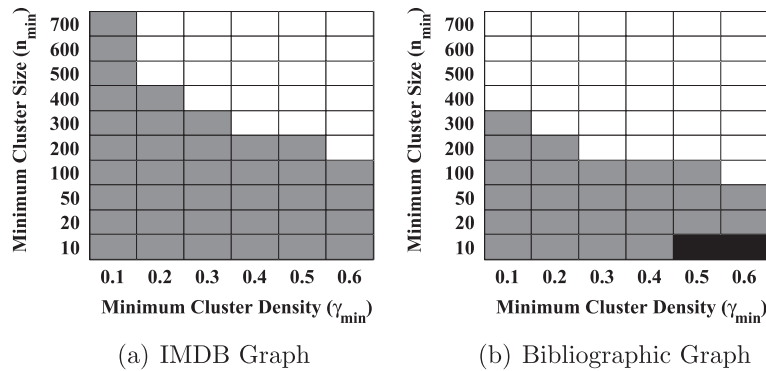 Minimum Cluster Size (n_min)
700
600
500
400
300
200
100
50
20
10
0.1 0.2 0.3 0.4 0.5 0.6
Minimum Cluster Density (γ_min)
(a) IMDB Graph
Minimum Cluster Size (n_min)
700
600
500
400
300
200
100
50
20
10
0.1 0.2 0.3 0.4 0.5 0.6
Minimum Cluster Density (γ_min)
(b) Bibliographic Graph